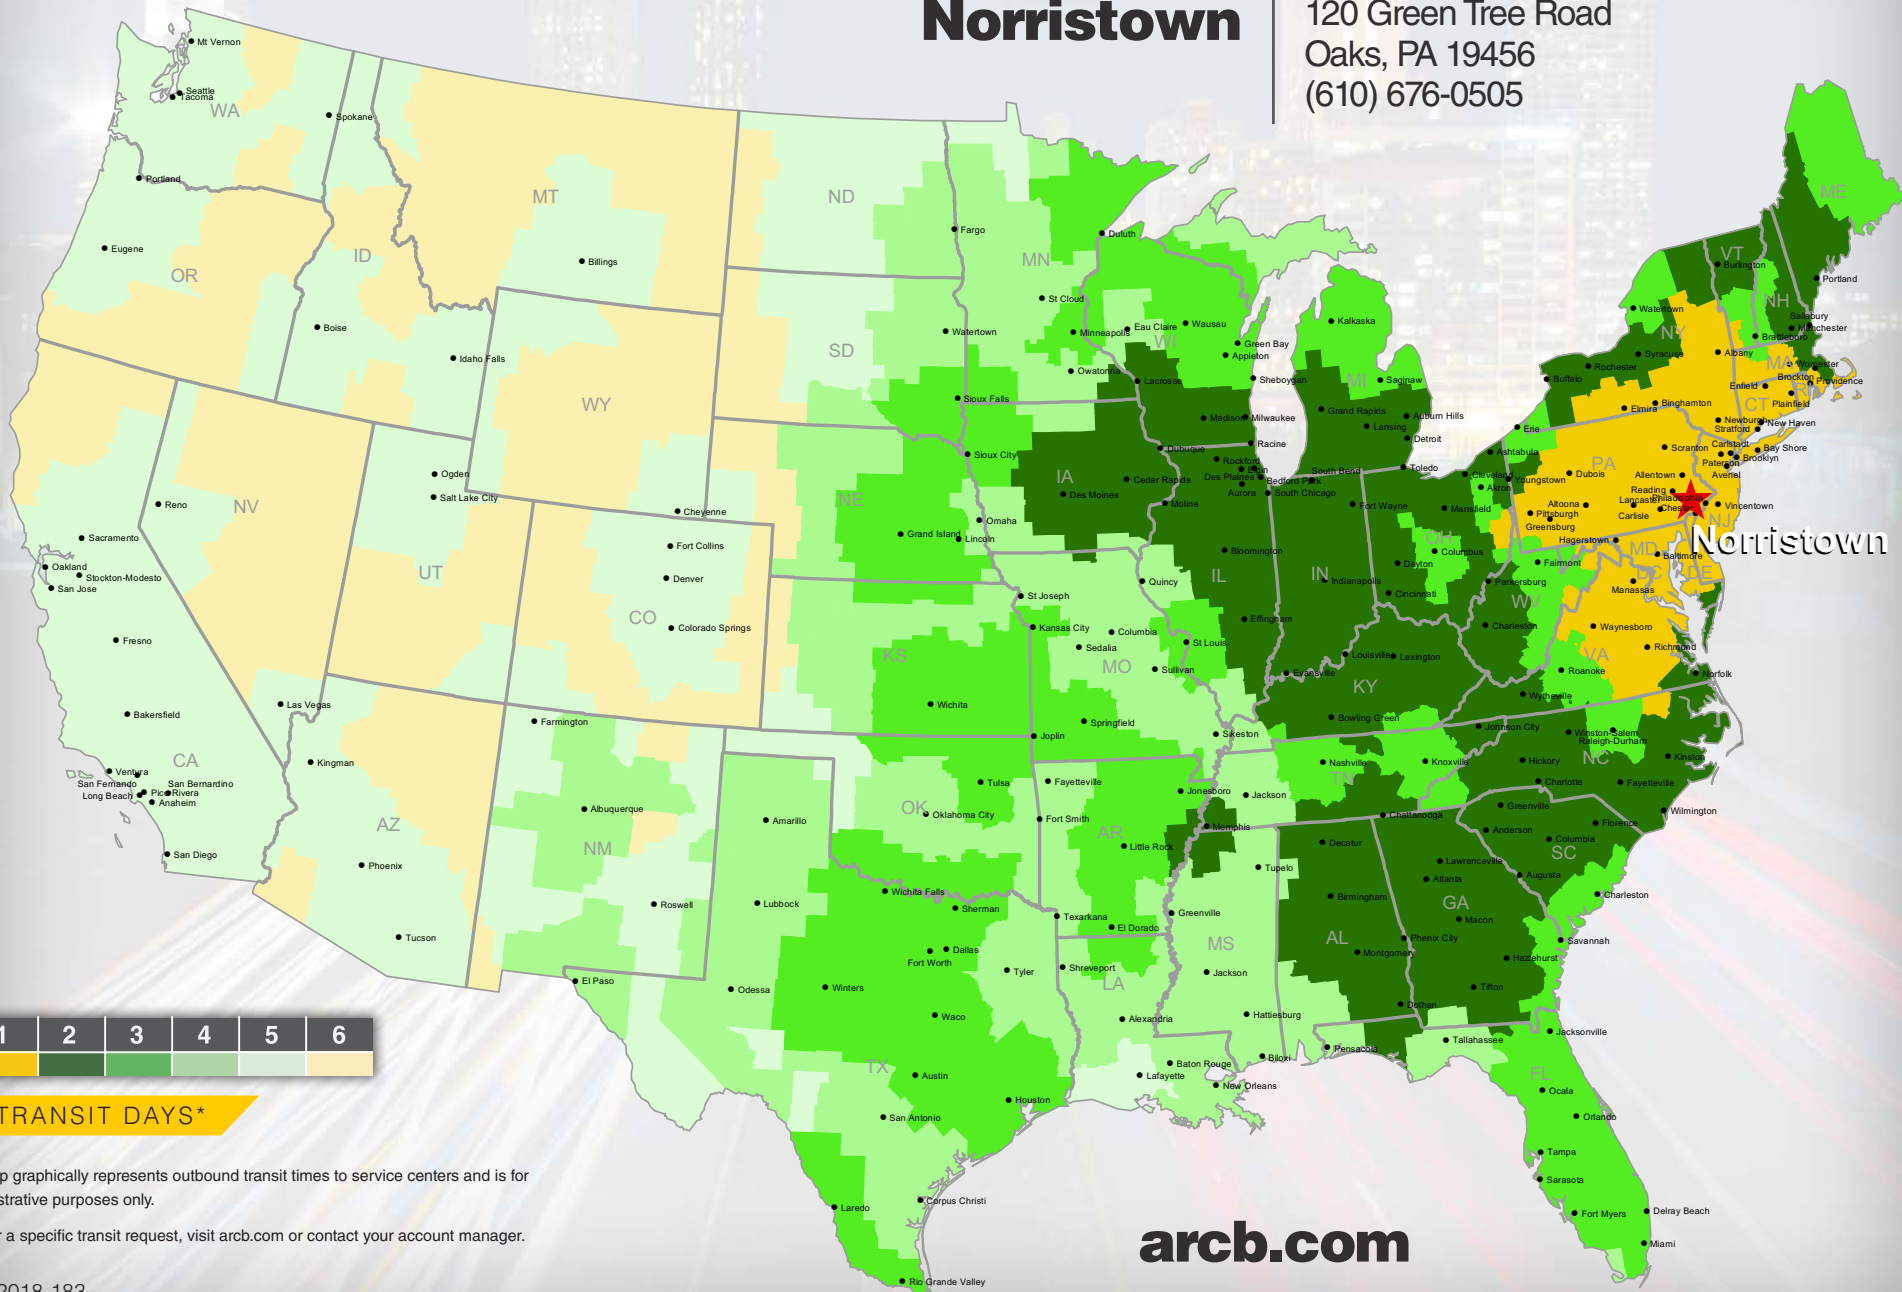 Norristown
120 Green Tree Road
Oaks, PA 19456
(610) 676-0505
Mt Vernon
Seattle
Tacoma
WA
Spokane
Portland
Eugene
OR
ID
Boise
Idaho Falls
MT
Billings
WY
Cheyenne
ND
Fargo
SD
Watertown
Sioux Falls
MN
Duluth
St Cloud
Minneapolis
Owatonna
Eau Claire
Wausau
WI
Green Bay
Appleton
Sheboygan
Lacrosse
Madison
Milwaukee
Racine
Kalkaska
MI
Saginaw
Grand Rapids
Lansing
Auburn Hills
Detroit
Reno
NV
Sacramento
Oakland
Stockton-Modesto
San Jose
Fresno
Bakersfield
CA
Ventura
San Fernando
San Bernardino
Long Beach
Pico Rivera
Anaheim
San Diego
Las Vegas
Ogden
Salt Lake City
UT
Kingman
AZ
Phoenix
Tucson
Fort Collins
Denver
CO
Colorado Springs
Farmington
Albuquerque
NM
Roswell
NE
Grand Island
Lincoln
Omaha
Sioux City
IA
Des Moines
Cedar Rapids
Dubuque
Moline
Rockford
Elgin
Des Plaines
Bedford Park
Aurora
South Chicago
South Bend
Toledo
Fort Wayne
Bloomington
IL
IN
Indianapolis
Effingham
Evansville
Quincy
St Joseph
Kansas City
Columbia
Sedalia
MO
St Louis
Sullivan
Springfield
Joplin
Sikeston
KS
Wichita
OK
Tulsa
Oklahoma City
Fayetteville
Fort Smith
AR
Little Rock
Jonesboro
Texarkana
El Dorado
Amarillo
Lubbock
Wichita Falls
Sherman
Dallas
Fort Worth
Tyler
El Paso
Odessa
Winters
Waco
TX
Austin
Houston
San Antonio
Corpus Christi
Laredo
Rio Grande Valley
Shreveport
LA
Alexandria
Baton Rouge
Lafayette
New Orleans
Greenville
MS
Jackson
Hattiesburg
Biloxi
Tupelo
Memphis
Jackson
Nashville
TN
Knoxville
Chattanooga
Louisville
Lexington
KY
Bowling Green
Cleveland
Akron
Ashtabula
Youngstown
Mansfield
OH
Columbus
Dayton
Cincinnati
Parkersburg
WV
Fairmont
Charleston
Erie
PA
Dubois
Altoona
Pittsburgh
Greensburg
Scranton
Allentown
Reading
Lancaster
Philadelphia
Chester
Carlisle
Hagerstown
MD
Baltimore
DC
DE
Manassas
Waynesboro
Richmond
VA
Roanoke
Norfolk
Wytheville
Buffalo
Rochester
Syracuse
Watertown
NY
Albany
Elmira
Binghamton
Newburgh
Stratford
New Haven
Carlstadt
Bay Shore
Brooklyn
Paterson
Avenel
Vincentown
NJ
Norristown
VT
Burlington
NH
ME
Portland
Salisbury
Manchester
Brattleboro
MA
Worcester
Brockton
Providence
Enfield
CT
RI
Plainfield
Johnson City
Winston-Salem
Raleigh-Durham
NC
Kinston
Hickory
Charlotte
Fayetteville
Wilmington
Greenville
Anderson
Florence
Columbia
SC
Charleston
Augusta
Lawrenceville
Atlanta
GA
Macon
Savannah
Hazlehurst
Tifton
Decatur
Birmingham
AL
Montgomery
Phenix City
Dothan
Pensacola
Tallahassee
Jacksonville
FL
Ocala
Orlando
Tampa
Sarasota
Fort Myers
Delray Beach
Miami
1 2 3 4 5 6
TRANSIT DAYS*
p graphically represents outbound transit times to service centers and is for
strative purposes only.
r a specific transit request, visit arcb.com or contact your account manager.
2018-183
arcb.com